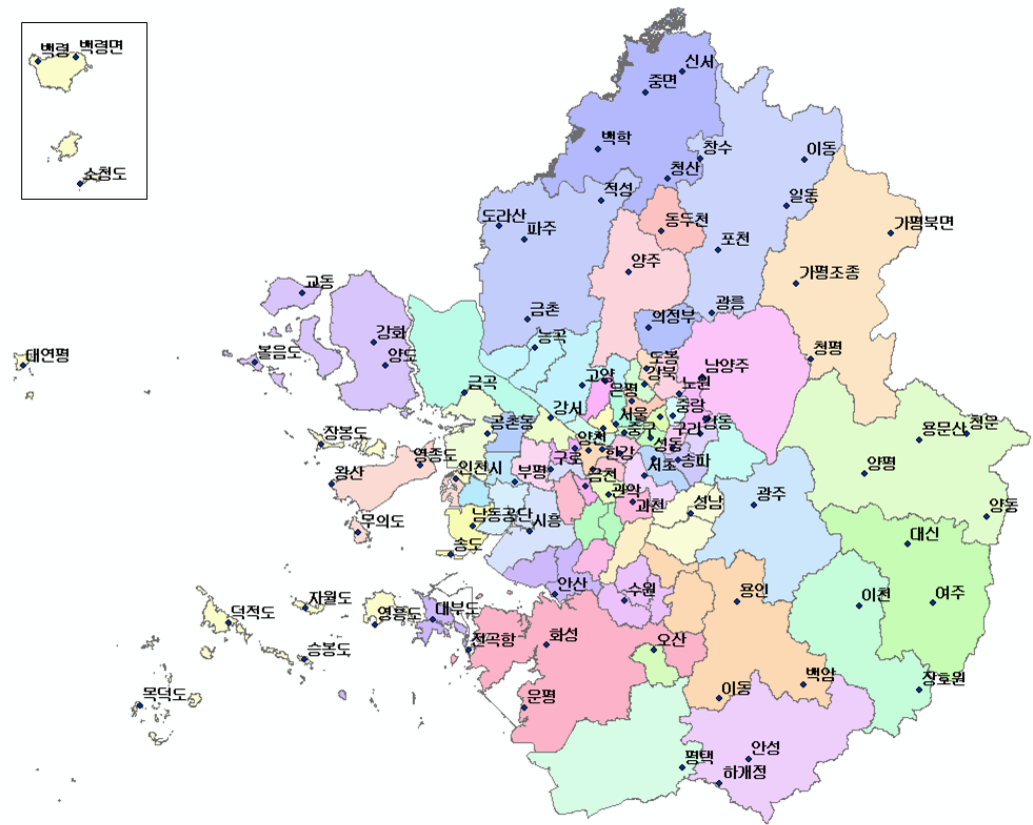 백령
백령면
소청도
신서
중면
백학
창수
이동
청산
적성
일동
도라산
파주
동두천
가평북면
포천
양주
가평조종
교동
금촌
광릉
의정부
강화
능곡
대연평
볼음도
양도
도봉
청평
남양주
고양
강북
금곡
은평
노원
강서
서울
중랑
공촌동
중구
구리
강동
장봉도
양천
성동
용문산
청운
영종도
인천시
구로
한강
서초
송파
왕산
부평
금천
양평
관악
과천
성남
광주
무의도
남동공단
시흥
양동
송도
대신
안산
수원
용인
이천
여주
자월도
덕적도
영흥도
대부도
전곡항
화성
오산
승봉도
목덕도
운평
이동
백암
장호원
평택
안성
하개정